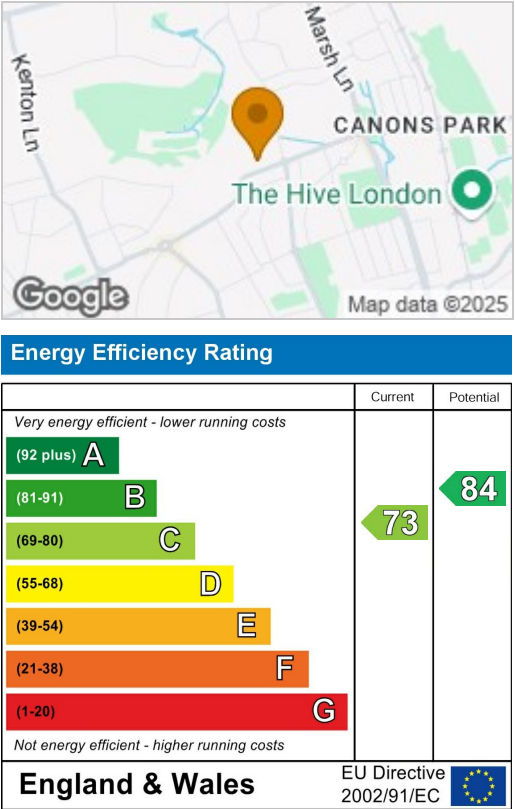 Kenton Ln
Marsh Ln
CANONS PARK
The Hive London
Google
Map data ©2025
Energy Efficiency Rating
Current
Potential
Very energy efficient - lower running costs
(92 plus) A
(81-91) B
84
(69-80) C
73
(55-68) D
(39-54) E
(21-38) F
(1-20) G
Not energy efficient - higher running costs
England & Wales
EU Directive
2002/91/EC